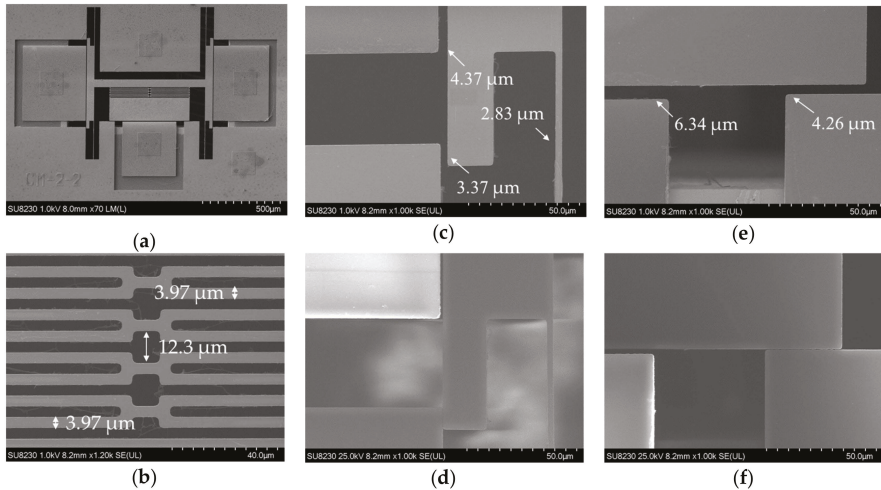 CM-2-2
SU8230 1.0kV 8.0mm x70 LM(L) 500µm
(a)
4.37 µm
2.83 µm
3.37 µm
SU8230 1.0kV 8.2mm x1.00k SE(UL) 50.0µm
(c)
6.34 µm
4.26 µm
SU8230 1.0kV 8.2mm x1.00k SE(UL) 50.0µm
(e)
3.97 µm
12.3 µm
3.97 µm
SU8230 1.0kV 8.2mm x1.20k SE(UL) 40.0µm
(b)
SU8230 25.0kV 8.2mm x1.00k SE(UL) 50.0µm
(d)
SU8230 25.0kV 8.2mm x1.00k SE(UL) 50.0µm
(f)